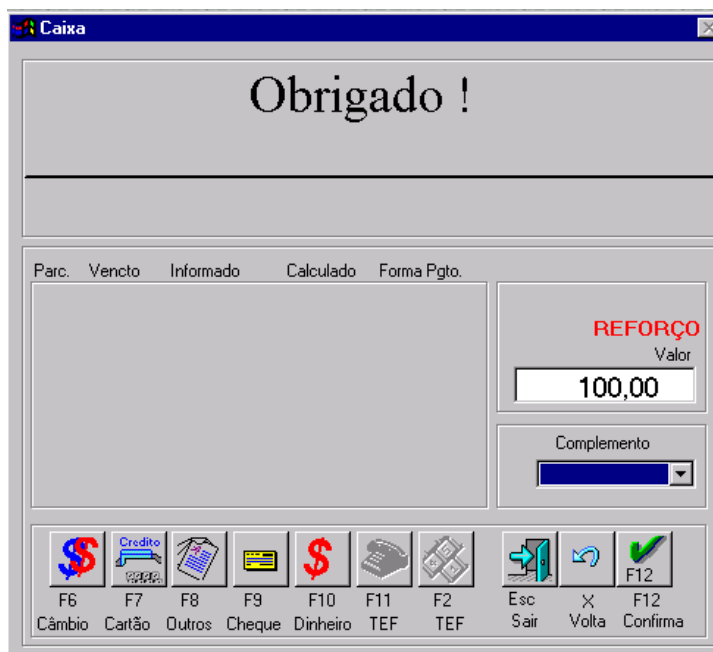 Caixa
Obrigado !
Parc. Vencto Informado Calculado Forma Pgto.
REFORÇO
Valor
100,00
Complemento
Credito
F12
F6 F7 F8 F9 F10 F11 F2 Esc X F12
Câmbio Cartão Outros Cheque Dinheiro TEF TEF Sair Volta Confirma